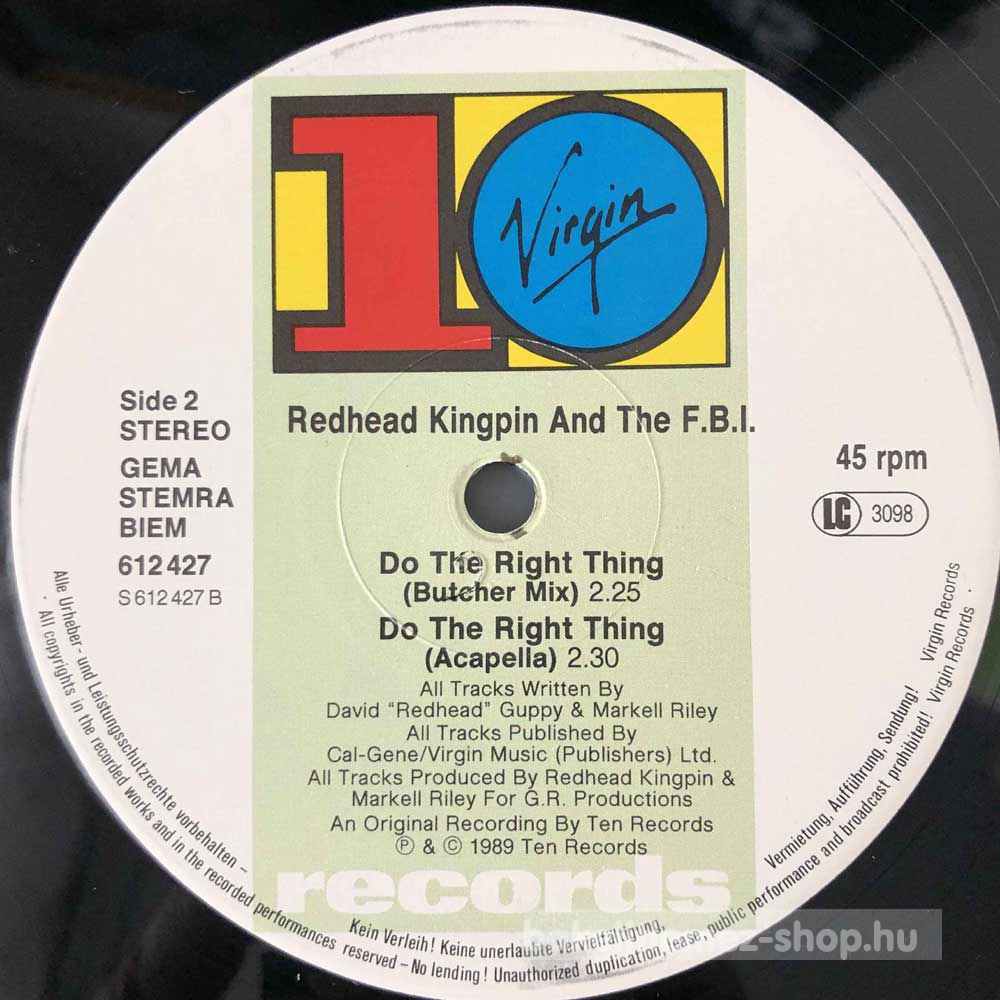 10
Virgin
Redhead Kingpin And The F.B.I.
Side 2
STEREO
GEMA
STEMRA
BIEM
612 427
S 612 427 B
45 rpm
LC 3098
Do The Right Thing
(Butcher Mix) 2.25
Do The Right Thing
(Acapella) 2.30
All Tracks Written By
David "Redhead" Guppy & Markell Riley
All Tracks Published By
Cal-Gene/Virgin Music (Publishers) Ltd.
All Tracks Produced By Redhead Kingpin &
Markell Riley For G.R. Productions
An Original Recording By Ten Records
℗ & © 1989 Ten Records
records
Alle Urheber- und Leistungsschutzrechte vorbehalten – Kein Verleih! Keine unerlaubte Vervielfältigung, Vermietung, Aufführung, Sendung! Virgin Records
· All copyrights in the recorded works and in the recorded performances reserved – No lending! Unauthorized duplication, lease, public performance and broadcast prohibited! Virgin Records ·
z-shop.hu